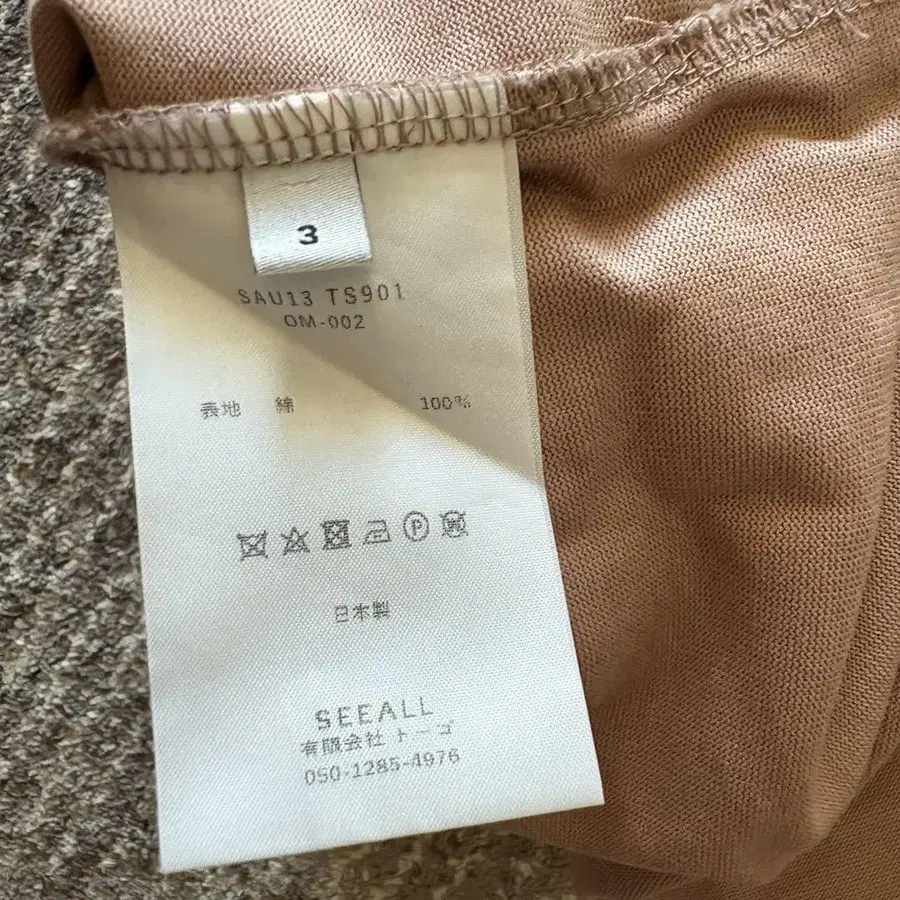 3
SAU13 TS901
OM-002
表地 綿 100%
日本製
SEEALL
有限会社 トーゴ
050-1285-4976